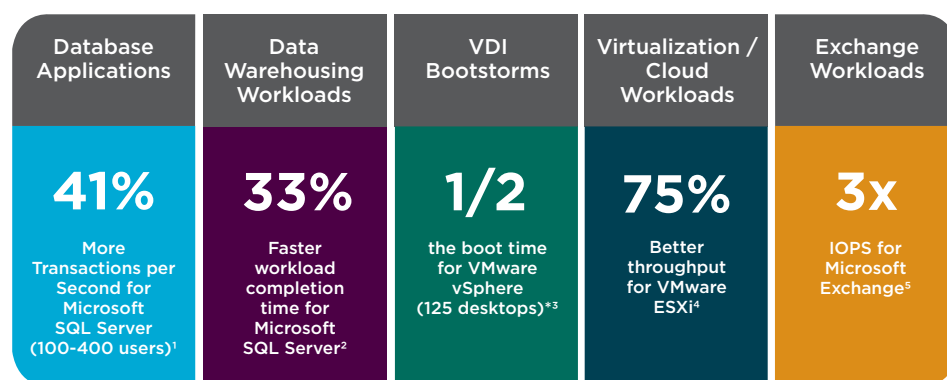 Database
Applications
Data
Warehousing
Workloads
VDI
Bootstorms
Virtualization /
Cloud
Workloads
Exchange
Workloads
41%
More
Transactions per
Second for
Microsoft
SQL Server
(100-400 users)¹
33%
Faster
workload
completion
time for
Microsoft
SQL Server²
1/2
the boot time
for VMware
vSphere
(125 desktops)*³
75%
Better
throughput
for VMware
ESXi⁴
3x
IOPS for
Microsoft
Exchange⁵